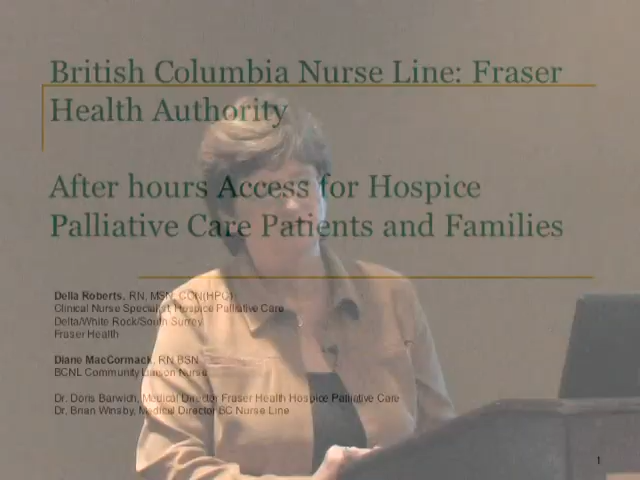 British Columbia Nurse Line: Fraser
Health Authority
After hours Access for Hospice
Palliative Care Patients and Families
Della Roberts, RN, MSN, CCN(HPC)
Clinical Nurse Specialist, Hospice Palliative Care
Delta/White Rock/South Surrey
Fraser Health
Diane MacCormack, RN BSN
BCNL Community Liaison Nurse
Dr. Doris Barwich, Medical Director Fraser Health Hospice Palliative Care
Dr. Brian Winsby, Medical Director BC Nurse Line
1